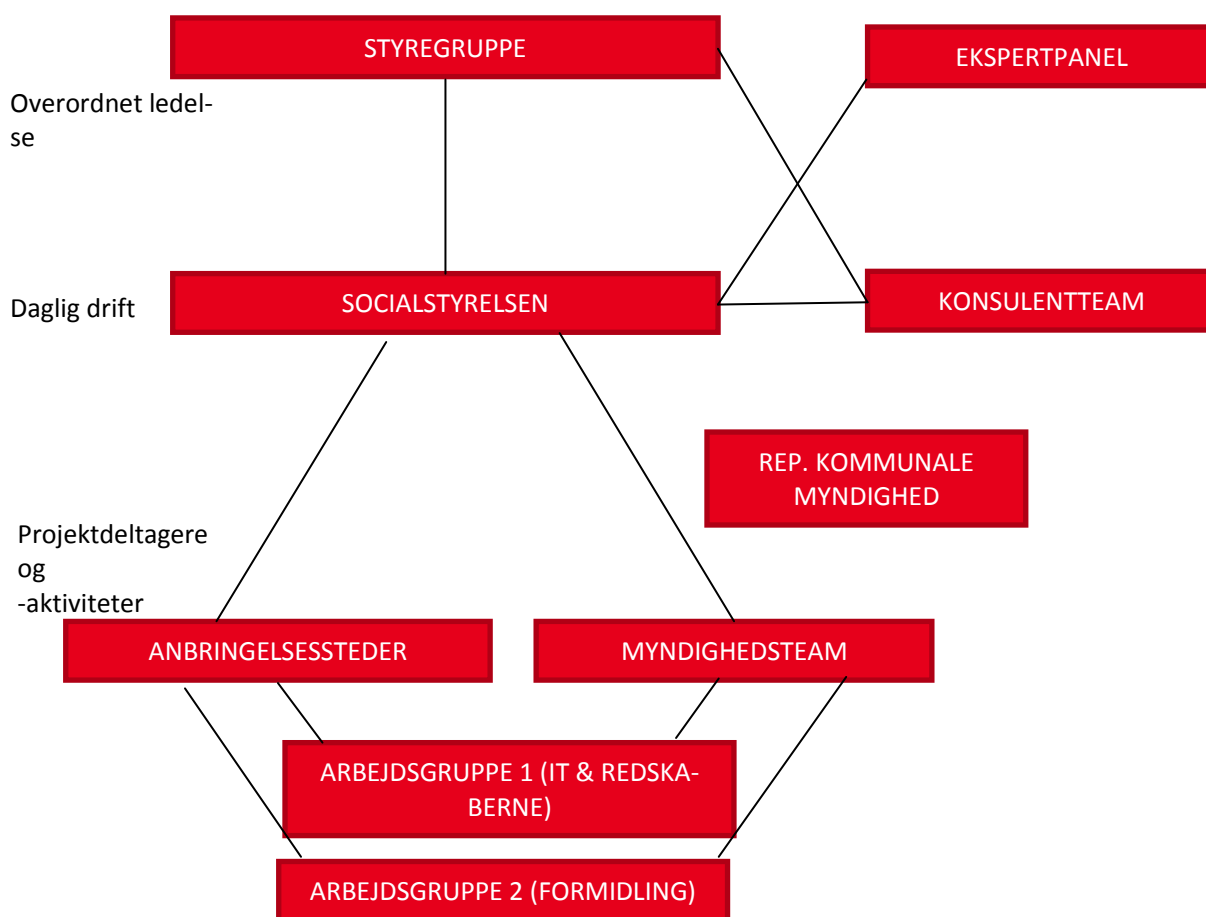 STYREGRUPPE
EKSPERTPANEL
Overordnet ledel-
se
Daglig drift
SOCIALSTYRELSEN
KONSULENTTEAM
REP. KOMMUNALE
MYNDIGHED
Projektdeltagere
og
-aktiviteter
ANBRINGELSESSTEDER
MYNDIGHEDSTEAM
ARBEJDSGRUPPE 1 (IT & REDSKA-
BERNE)
ARBEJDSGRUPPE 2 (FORMIDLING)